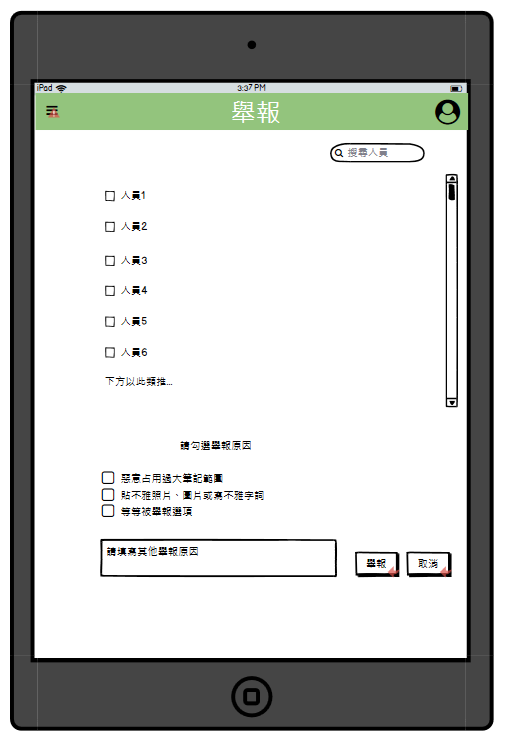 iPod
3:37 PM
舉報
搜尋人員
人員1
人員2
人員3
人員4
人員5
人員6
下方以此類推...
請勾選舉報原因
惡意占用過大筆記範圍
貼不雅照片、圖片或寫不雅字詞
等等被舉報選項
請填寫其他舉報原因
舉報
取消